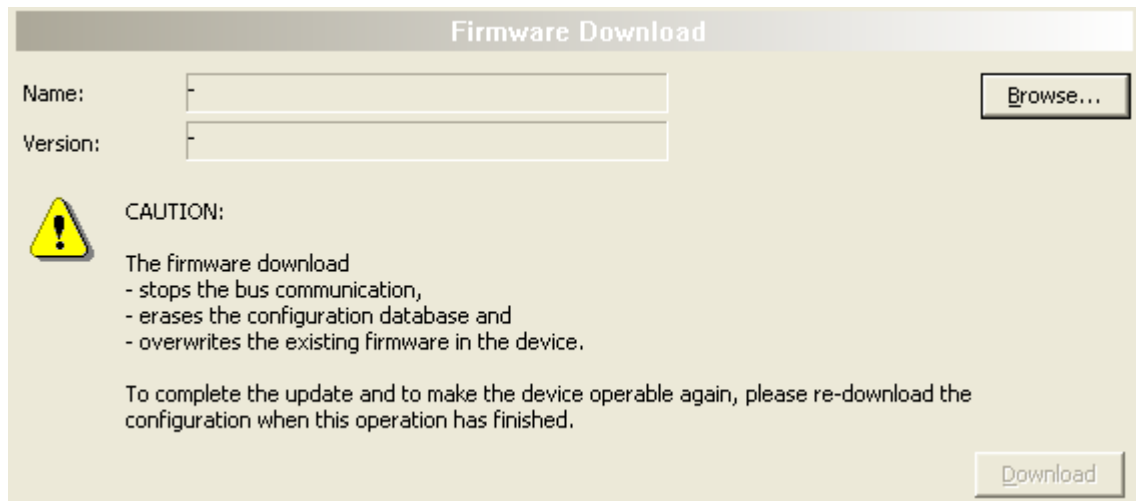 Firmware Download
Name:
-
Browse...
Version:
-
CAUTION:
The firmware download
- stops the bus communication,
- erases the configuration database and
- overwrites the existing firmware in the device.
To complete the update and to make the device operable again, please re-download the
configuration when this operation has finished.
Download